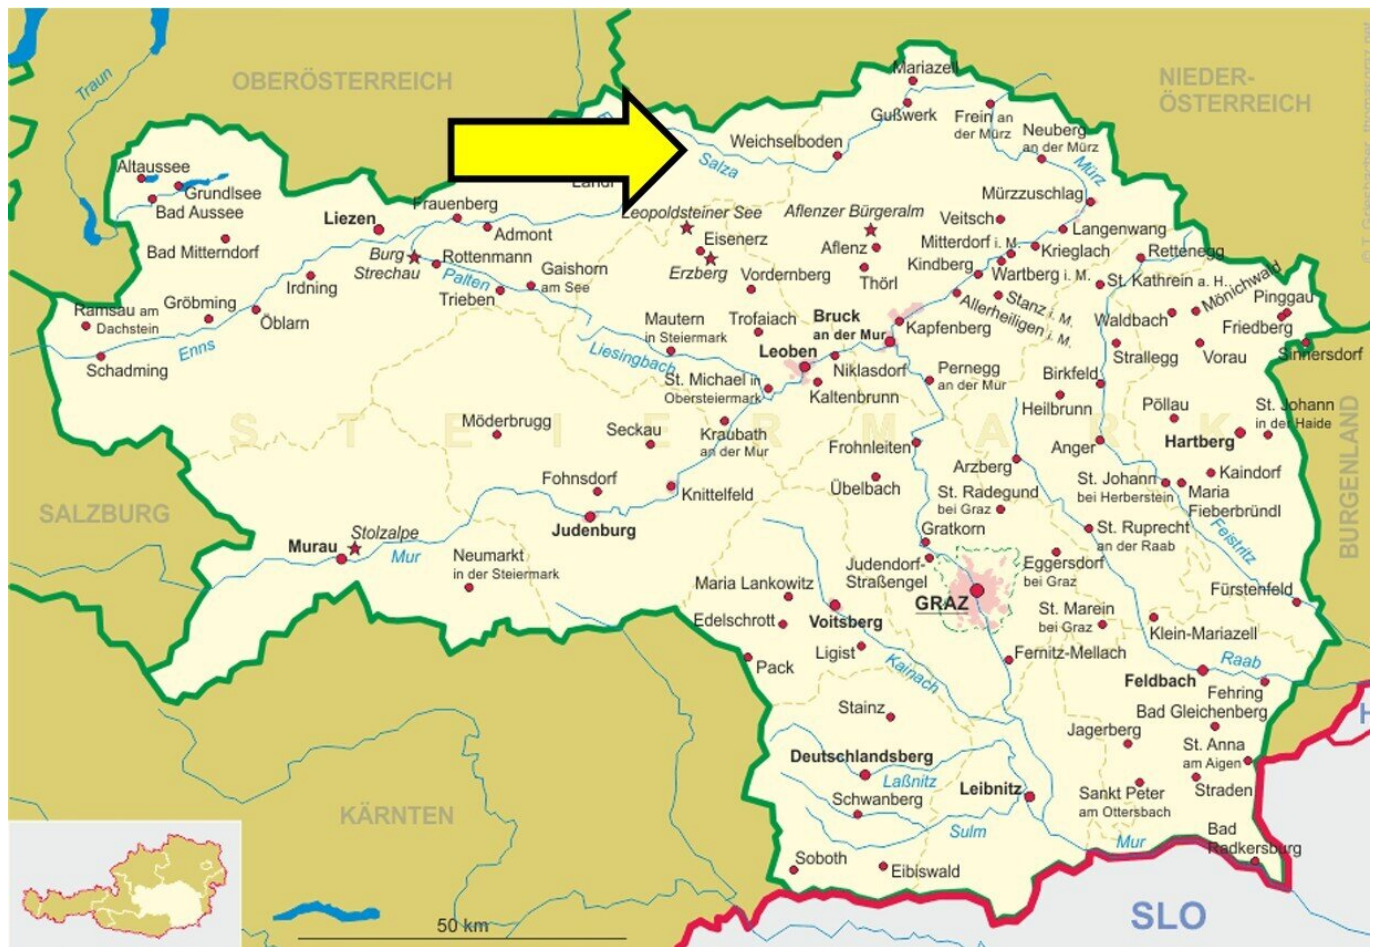 Traun
OBERÖSTERREICH
NIEDER-
ÖSTERREICH
Mariazell
Gußwerk
Frein an
der Mürz
Neuberg
an der Mürz
Weichselboden
Salza
Mürz
Altaussee
Grundlsee
Bad Aussee
Bad Mitterndorf
Liezen
Frauenberg
Admont
Burg
Strechau
Rottenmann
Palten
Trieben
Gaishorn
am See
Leopoldsteiner See
Eisenerz
Erzberg
Vordernberg
Aflenzer Bürgeralm
Aflenz
Thörl
Mürzzuschlag
Veitsch
Langenwang
Mitterdorf i. M.
Krieglach
Kindberg
Wartberg i. M.
Stanz i. M.
Allerheiligen i. M.
Rettenegg
St. Kathrein a. H.
Mönichwald
Waldbach
Pinggau
Friedberg
Sinnersdorf
Strallegg
Vorau
Ramsau am
Dachstein
Gröbming
Irdning
Öblarn
Schadming
Enns
Mautern
in Steiermark
Trofaiach
Liesingbach
Bruck
an der Mur
Kapfenberg
Leoben
Niklasdorf
St. Michael in
Obersteiermark
Kaltenbrunn
Pernegg
an der Mur
Birkfeld
Heilbrunn
Pöllau
St. Johann
in der Haide
Hartberg
STEIERMARK
Möderbrugg
Seckau
Kraubath
an der Mur
Frohnleiten
Anger
Arzberg
Kaindorf
Fohnsdorf
Knittelfeld
Übelbach
St. Radegund
bei Graz
St. Johann
bei Herberstein
Maria
Fieberbründl
BURGENLAND
SALZBURG
Judenburg
Gratkorn
St. Ruprecht
an der Raab
Feistritz
Stolzalpe
Murau
Mur
Neumarkt
in der Steiermark
Judendorf-
Straßengel
Eggersdorf
bei Graz
Maria Lankowitz
GRAZ
Fürstenfeld
Edelschrott
Voitsberg
St. Marein
bei Graz
Klein-Mariazell
Ligist
Pack
Kainach
Fernitz-Mellach
Raab
Feldbach
Fehring
Stainz
Bad Gleichenberg
Jagerberg
St. Anna
am Aigen
Deutschlandsberg
Laßnitz
Leibnitz
Sankt Peter
am Ottersbach
Straden
Schwanberg
Sulm
Mur
Bad
Radkersburg
KÄRNTEN
Soboth
Eibiswald
50 km
SLO
H